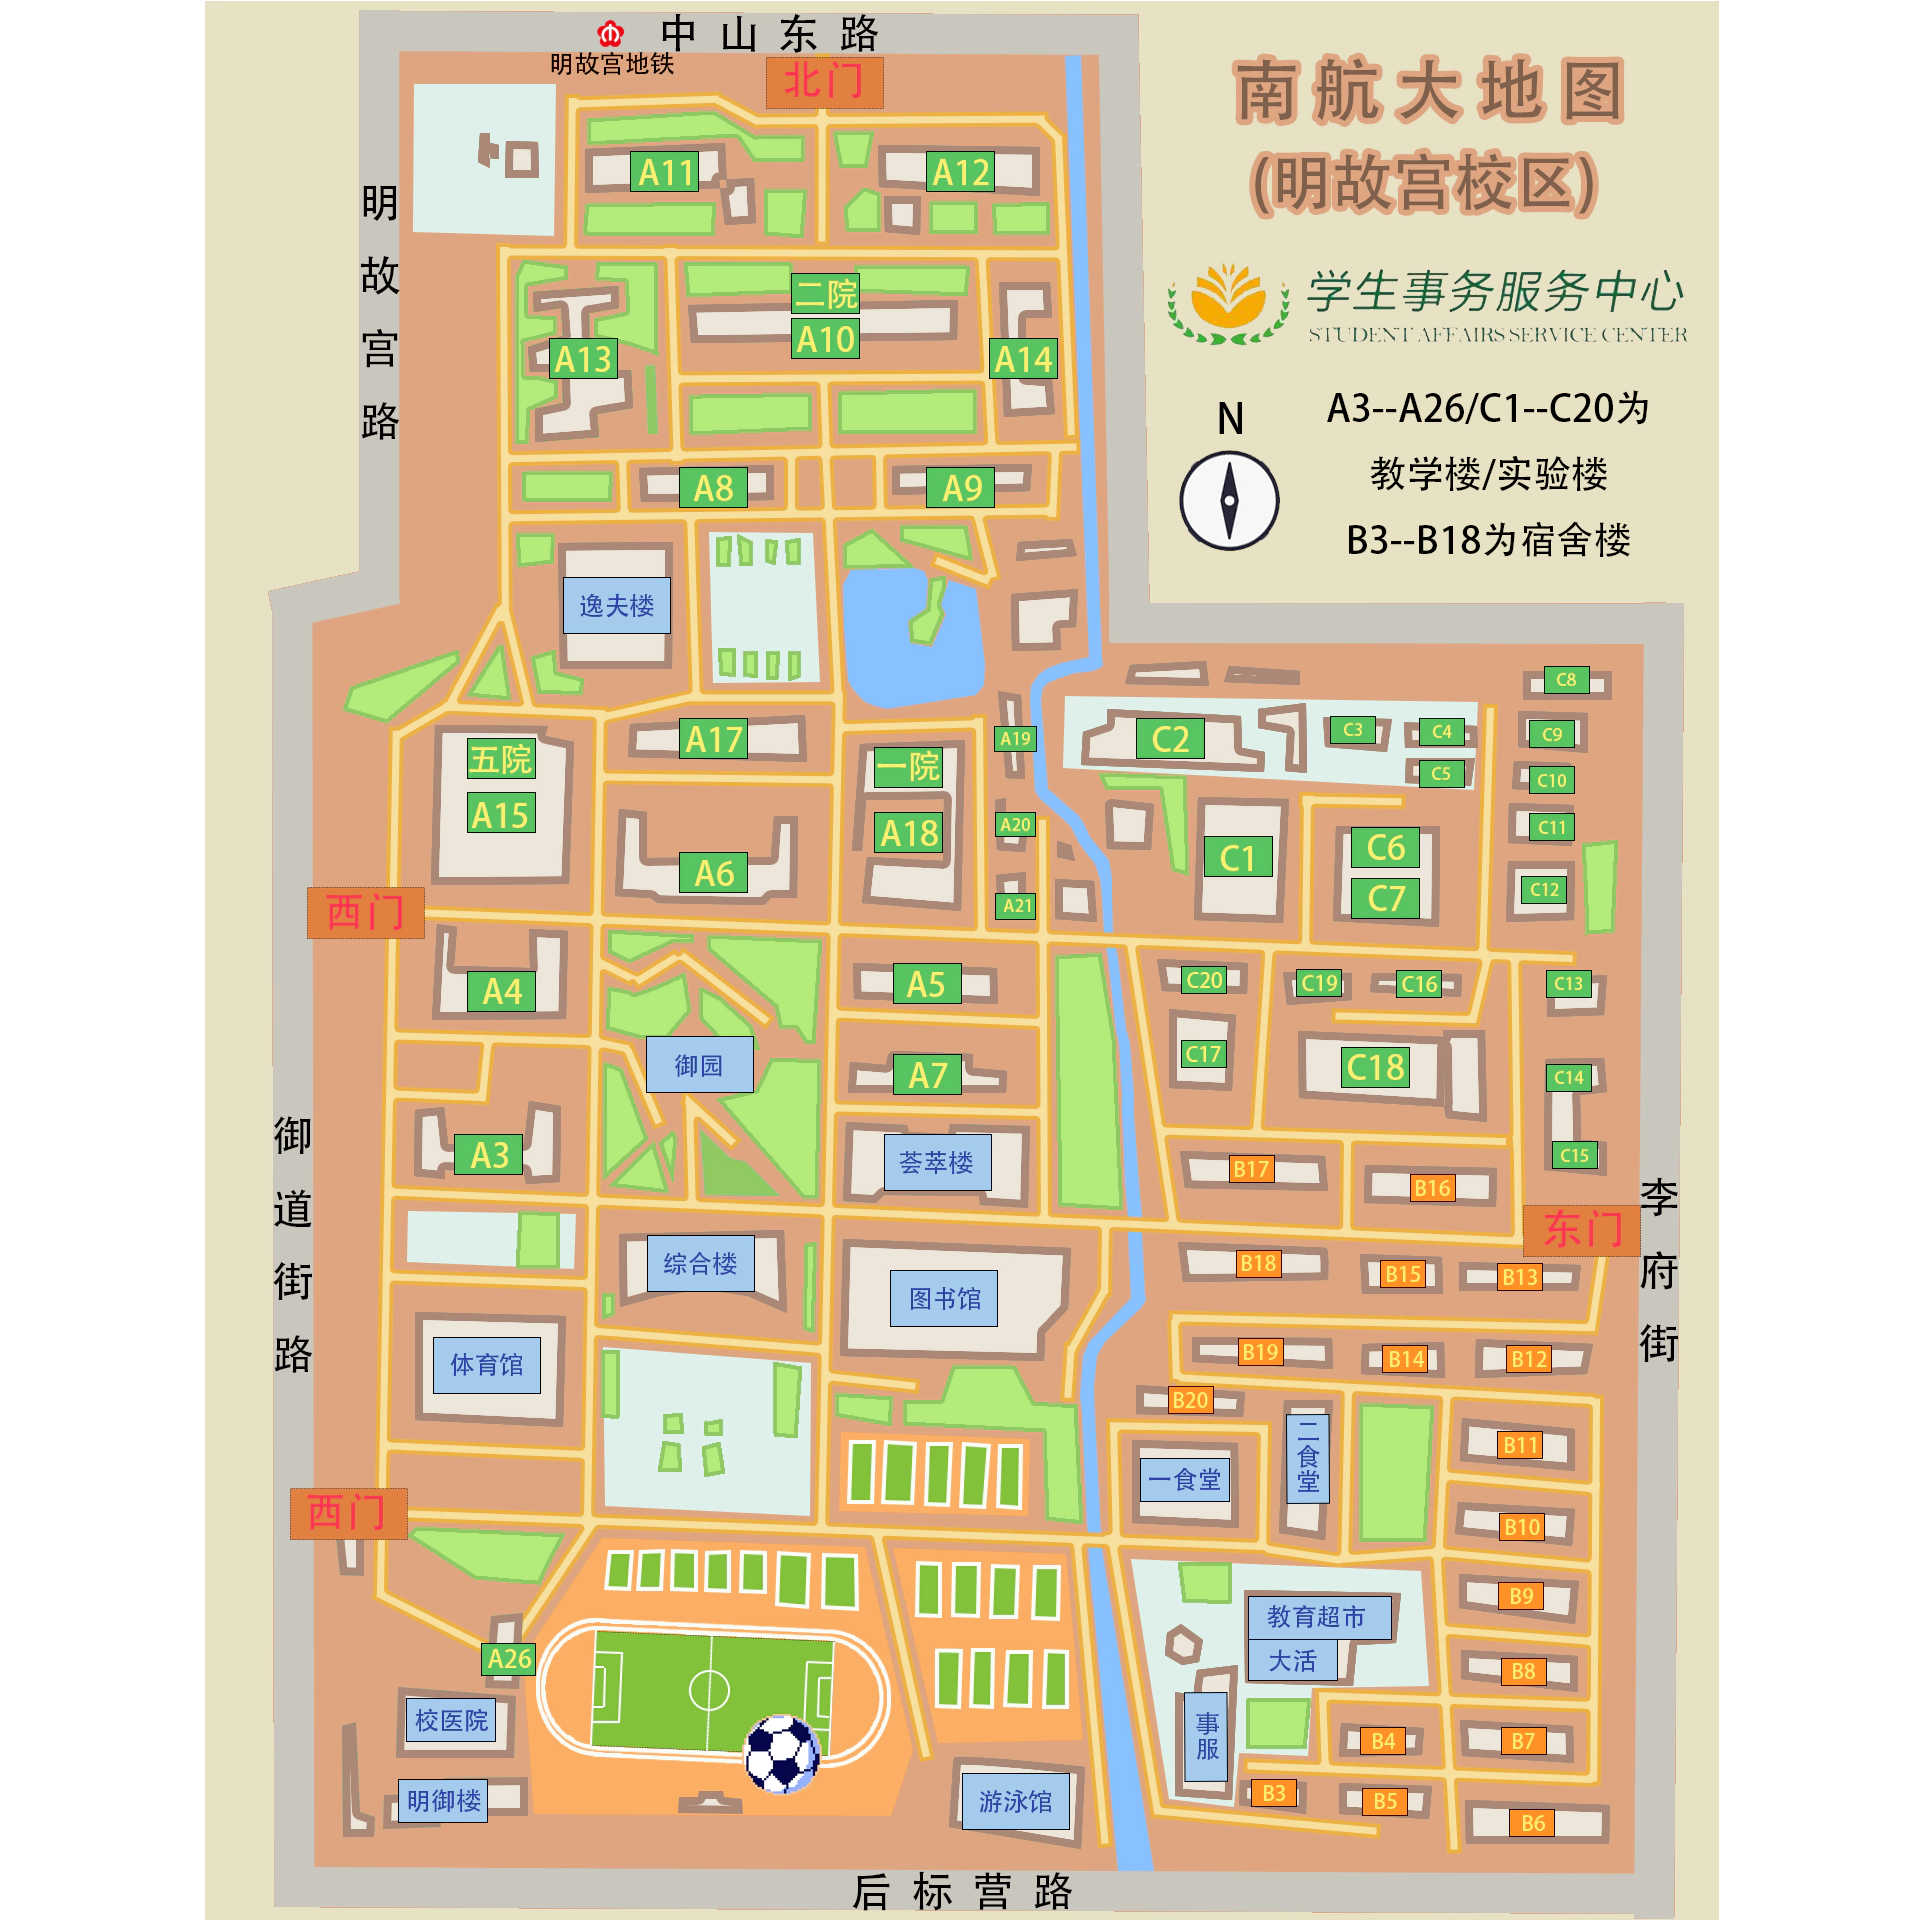 中山东路
明故宫地铁
北门
南航大地图
(明故宫校区)
学生事务服务中心
STUDENT AFFAIRS SERVICE CENTER
N
A3--A26/C1--C20为
教学楼/实验楼
B3--B18为宿舍楼
明故宫路
A11
A12
二院
A10
A13
A14
A8
A9
逸夫楼
A17
五院
A15
A6
一院
A18
A19
A20
A21
C2
C3
C4
C5
C8
C9
C10
C11
C12
C1
C6
C7
西门
A4
A5
御园
A7
A3
荟萃楼
C20
C19
C16
C13
C17
C18
C14
C15
B17
B16
东门
御道街路
李府街
综合楼
图书馆
B18
B15
B13
体育馆
B19
B14
B12
B20
二食堂
一食堂
B11
B10
西门
B9
教育超市
大活
A26
B8
校医院
事服
B4
B7
明御楼
游泳馆
B3
B5
B6
后标营路